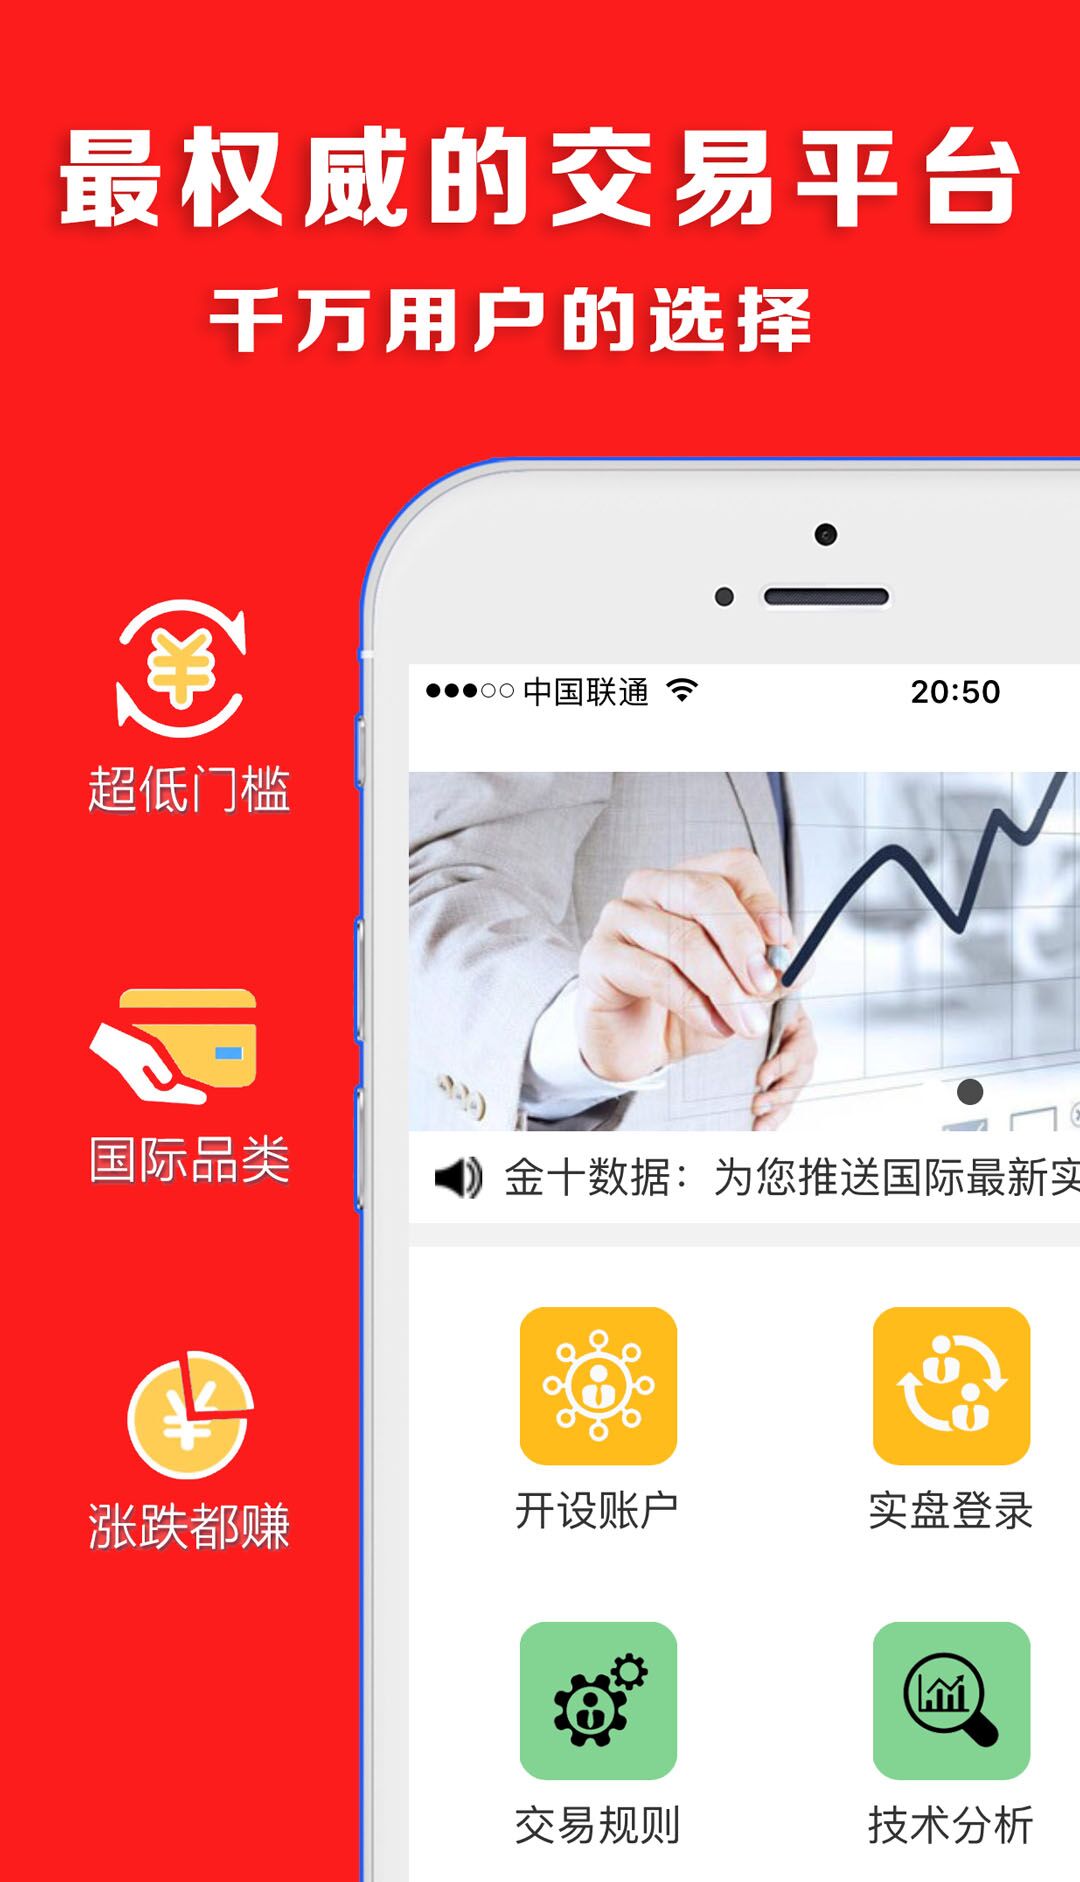 最权威的交易平台
千万用户的选择
超低门槛
国际品类
涨跌都赚
中国联通 20:50
金十数据：为您推送国际最新实
开设账户 实盘登录
交易规则 技术分析